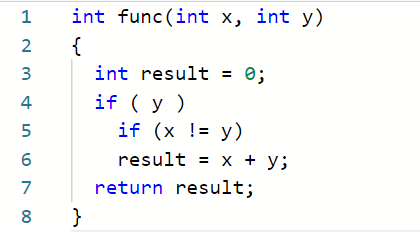 1 int func(int x, int y)
2 {
3 int result = 0;
4 if ( y )
5 if (x != y)
6 result = x + y;
7 return result;
8 }